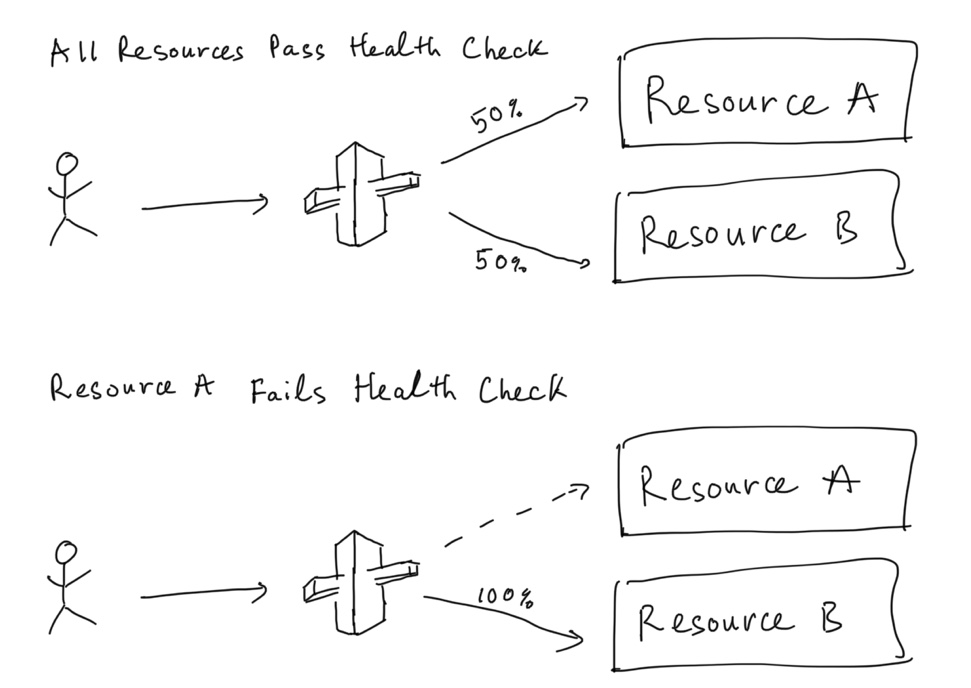 All Resources Pass Health Check
50%
Resource A
50%
Resource B
Resource A Fails Health Check
Resource A
100%
Resource B